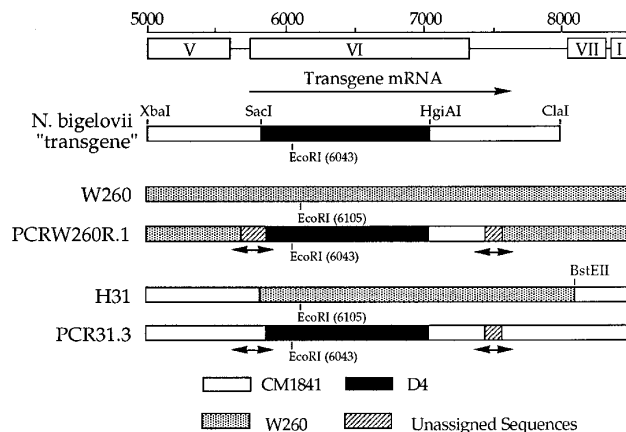 5000 6000 7000 8000
V VI VII I
Transgene mRNA
N. bigelovii
"transgene"
XbaI SacI HgiAI ClaI
EcoRI (6043)
W260
EcoRI (6105)
PCRW260R.1
EcoRI (6043)
BstEII
H31
EcoRI (6105)
PCR31.3
EcoRI (6043)
CM1841 D4
W260 Unassigned Sequences